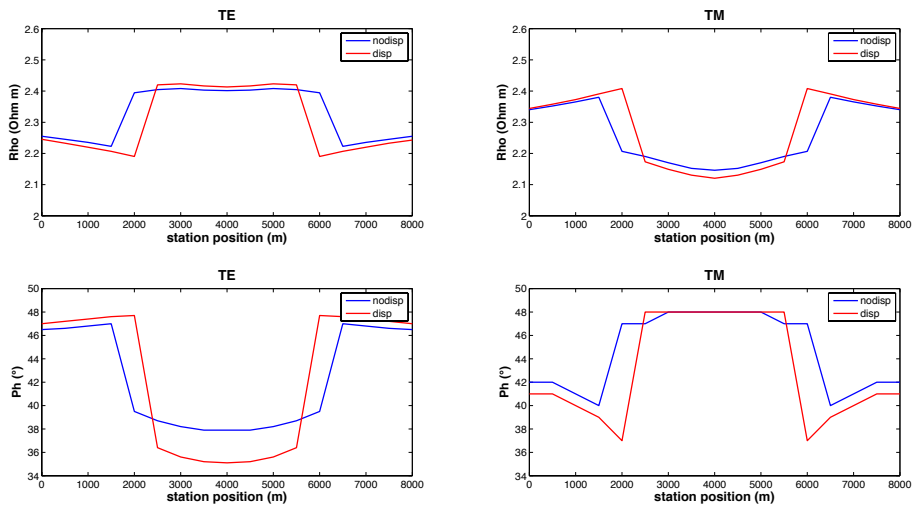 TE
Rho (Ohm m)
2.6
2.5
2.4
2.3
2.2
2.1
2
nodisp
disp
0 1000 2000 3000 4000 5000 6000 7000 8000
station position (m)
TM
Rho (Ohm m)
2.6
2.5
2.4
2.3
2.2
2.1
2
nodisp
disp
0 1000 2000 3000 4000 5000 6000 7000 8000
station position (m)
TE
Ph (°)
50
48
46
44
42
40
38
36
34
nodisp
disp
0 1000 2000 3000 4000 5000 6000 7000 8000
station position (m)
TM
Ph (°)
50
48
46
44
42
40
38
36
34
nodisp
disp
0 1000 2000 3000 4000 5000 6000 7000 8000
station position (m)